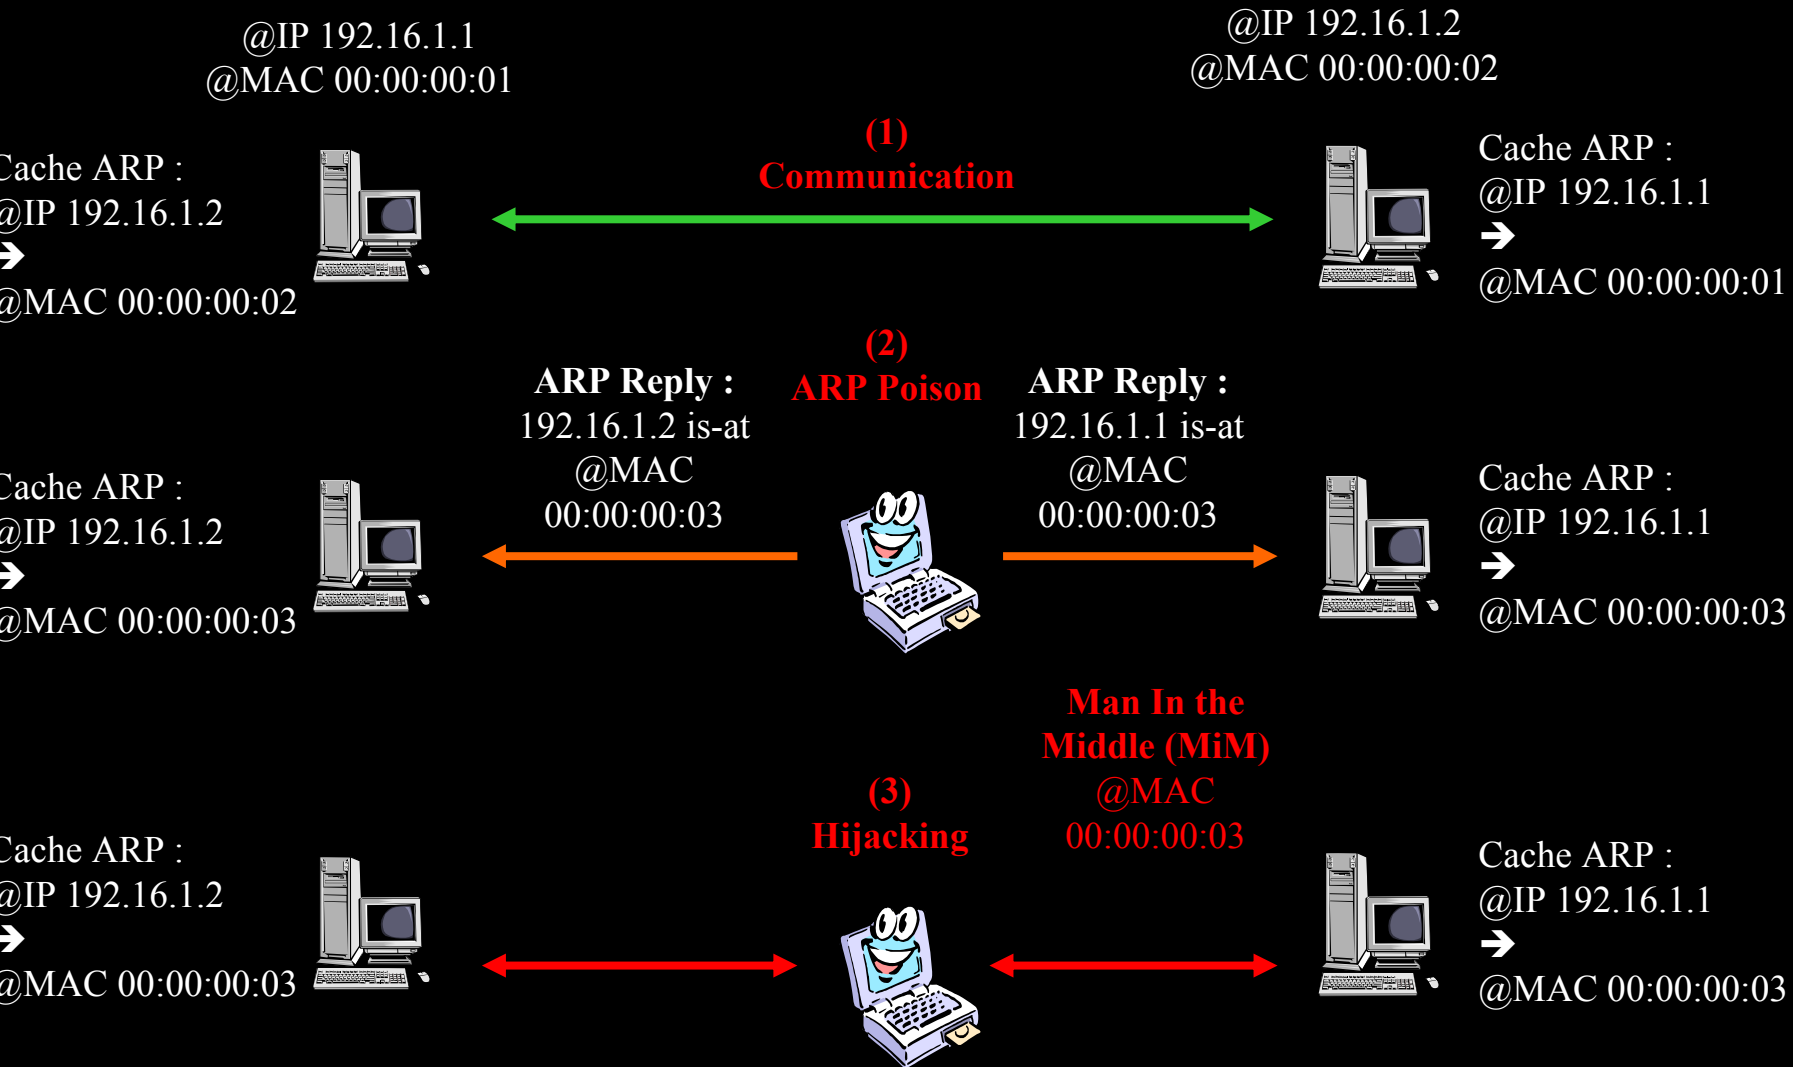 @IP 192.16.1.1
@MAC 00:00:00:01
@IP 192.16.1.2
@MAC 00:00:00:02
(1)
Communication
Cache ARP :
@IP 192.16.1.2
➔
@MAC 00:00:00:02
Cache ARP :
@IP 192.16.1.1
➔
@MAC 00:00:00:01
(2)
ARP Poison
ARP Reply :
192.16.1.2 is-at
@MAC
00:00:00:03
ARP Reply :
192.16.1.1 is-at
@MAC
00:00:00:03
Cache ARP :
@IP 192.16.1.2
➔
@MAC 00:00:00:03
Cache ARP :
@IP 192.16.1.1
➔
@MAC 00:00:00:03
Man In the
Middle (MiM)
@MAC
00:00:00:03
(3)
Hijacking
Cache ARP :
@IP 192.16.1.2
➔
@MAC 00:00:00:03
Cache ARP :
@IP 192.16.1.1
➔
@MAC 00:00:00:03